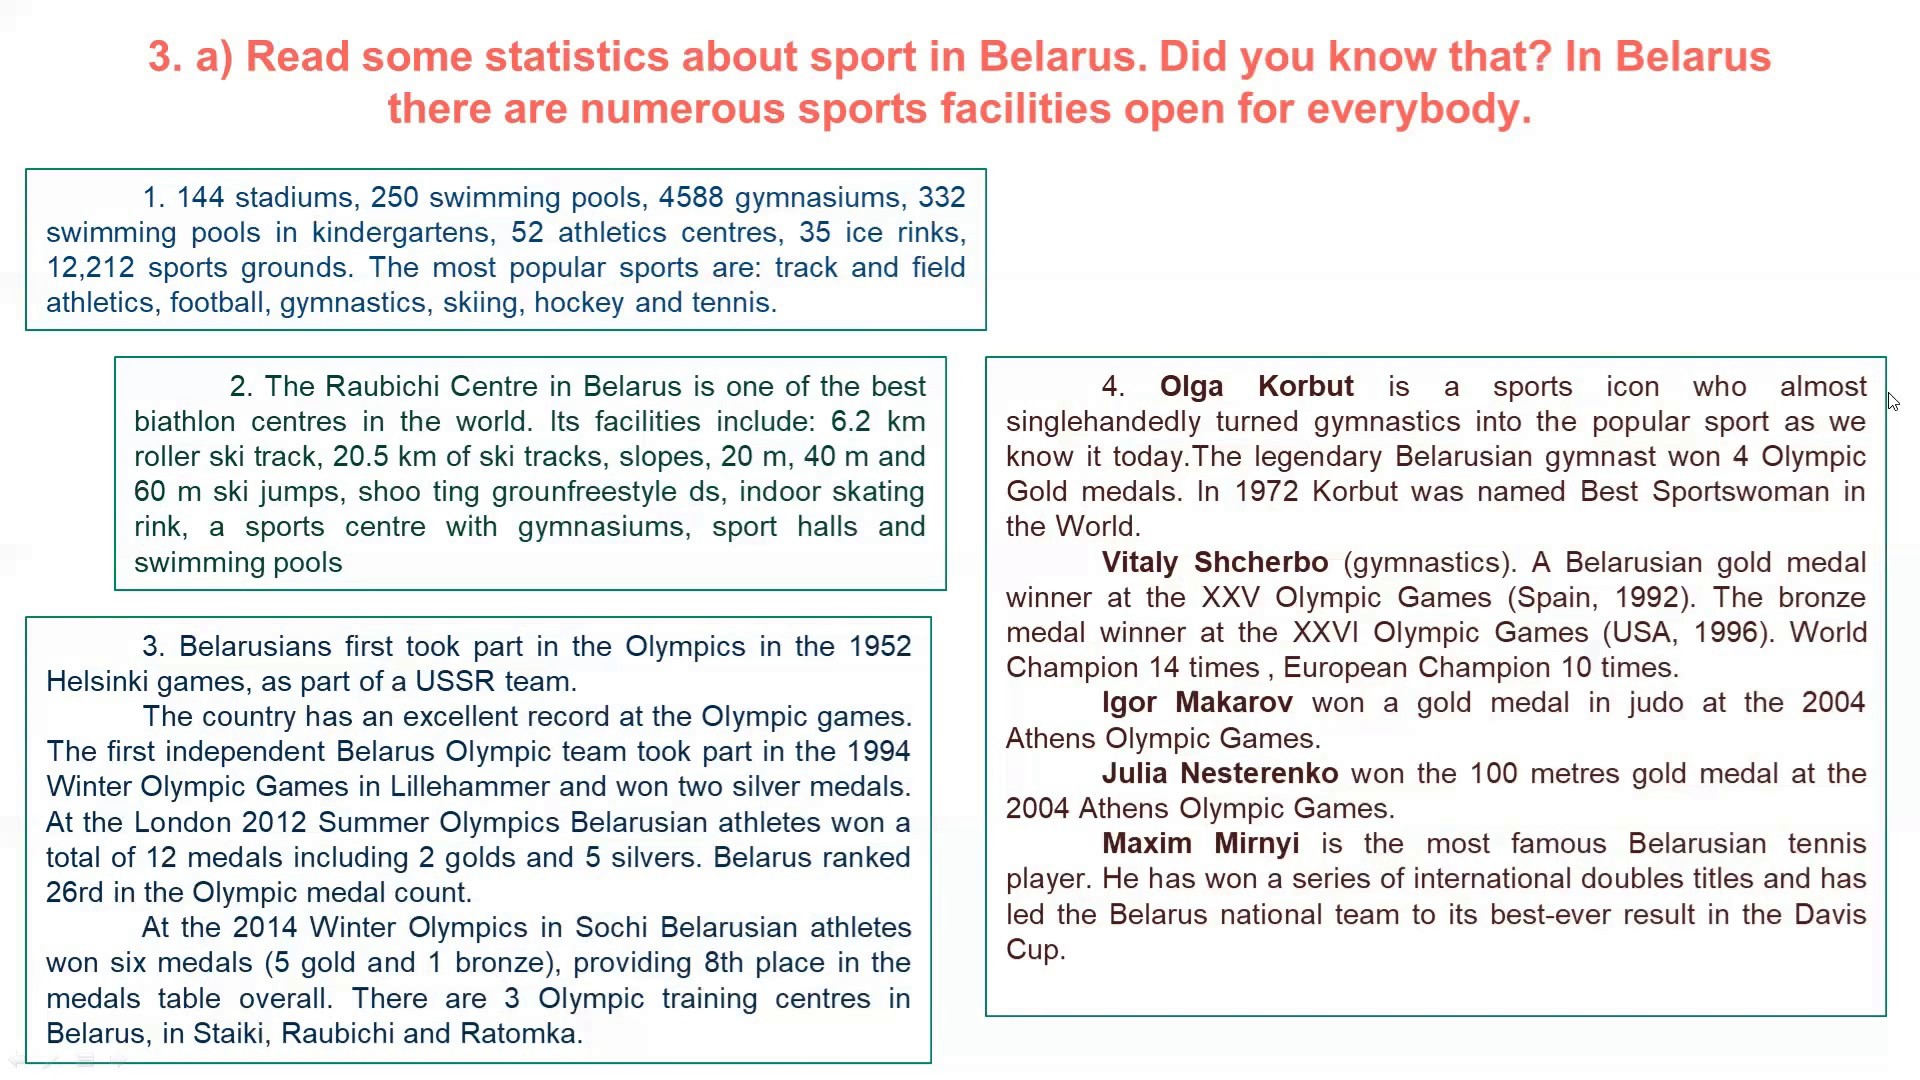 3. a) Read some statistics about sport in Belarus. Did you know that? In Belarus
there are numerous sports facilities open for everybody.
1. 144 stadiums, 250 swimming pools, 4588 gymnasiums, 332
swimming pools in kindergartens, 52 athletics centres, 35 ice rinks,
12,212 sports grounds. The most popular sports are: track and field
athletics, football, gymnastics, skiing, hockey and tennis.
2. The Raubichi Centre in Belarus is one of the best
biathlon centres in the world. Its facilities include: 6.2 km
roller ski track, 20.5 km of ski tracks, slopes, 20 m, 40 m and
60 m ski jumps, shoo ting grounfreestyle ds, indoor skating
rink, a sports centre with gymnasiums, sport halls and
swimming pools
3. Belarusians first took part in the Olympics in the 1952
Helsinki games, as part of a USSR team.
The country has an excellent record at the Olympic games.
The first independent Belarus Olympic team took part in the 1994
Winter Olympic Games in Lillehammer and won two silver medals.
At the London 2012 Summer Olympics Belarusian athletes won a
total of 12 medals including 2 golds and 5 silvers. Belarus ranked
26rd in the Olympic medal count.
At the 2014 Winter Olympics in Sochi Belarusian athletes
won six medals (5 gold and 1 bronze), providing 8th place in the
medals table overall. There are 3 Olympic training centres in
Belarus, in Staiki, Raubichi and Ratomka.
4. Olga Korbut is a sports icon who almost
singlehandedly turned gymnastics into the popular sport as we
know it today.The legendary Belarusian gymnast won 4 Olympic
Gold medals. In 1972 Korbut was named Best Sportswoman in
the World.
Vitaly Shcherbo (gymnastics). A Belarusian gold medal
winner at the XXV Olympic Games (Spain, 1992). The bronze
medal winner at the XXVI Olympic Games (USA, 1996). World
Champion 14 times , European Champion 10 times.
Igor Makarov won a gold medal in judo at the 2004
Athens Olympic Games.
Julia Nesterenko won the 100 metres gold medal at the
2004 Athens Olympic Games.
Maxim Mirnyi is the most famous Belarusian tennis
player. He has won a series of international doubles titles and has
led the Belarus national team to its best-ever result in the Davis
Cup.